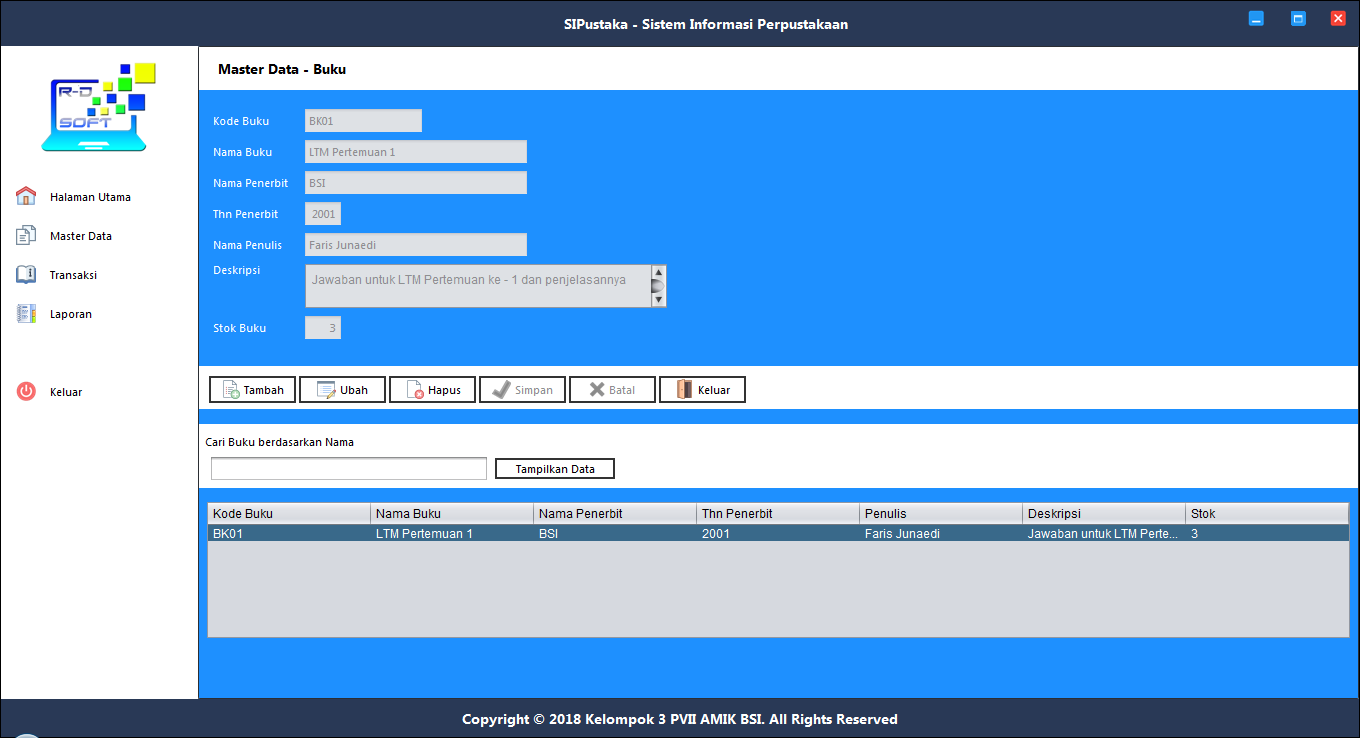 SIPustaka - Sistem Informasi Perpustakaan
R-D
SOFT
Halaman Utama
Master Data
Transaksi
Laporan
Keluar
Master Data - Buku
Kode Buku BK01
Nama Buku LTM Pertemuan 1
Nama Penerbit BSI
Thn Penerbit 2001
Nama Penulis Faris Junaedi
Deskripsi Jawaban untuk LTM Pertemuan ke - 1 dan penjelasannya
Stok Buku 3
Tambah Ubah Hapus Simpan Batal Keluar
Cari Buku berdasarkan Nama
Tampilkan Data
Kode Buku Nama Buku Nama Penerbit Thn Penerbit Penulis Deskripsi Stok
BK01 LTM Pertemuan 1 BSI 2001 Faris Junaedi Jawaban untuk LTM Perte... 3
Copyright © 2018 Kelompok 3 PVII AMIK BSI. All Rights Reserved